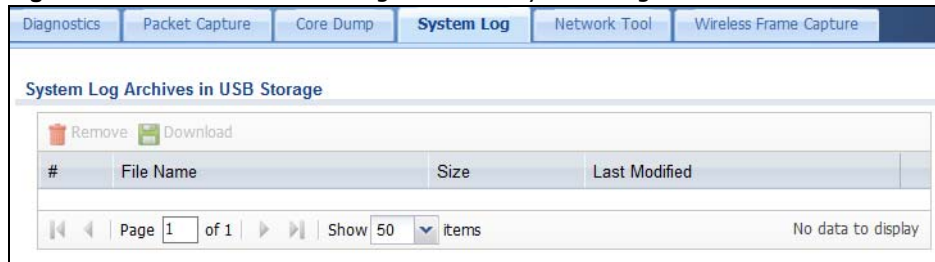 Diagnostics Packet Capture Core Dump System Log Network Tool Wireless Frame Capture
System Log Archives in USB Storage
Remove Download
# File Name Size Last Modified
Page 1 of 1 Show 50 items No data to display